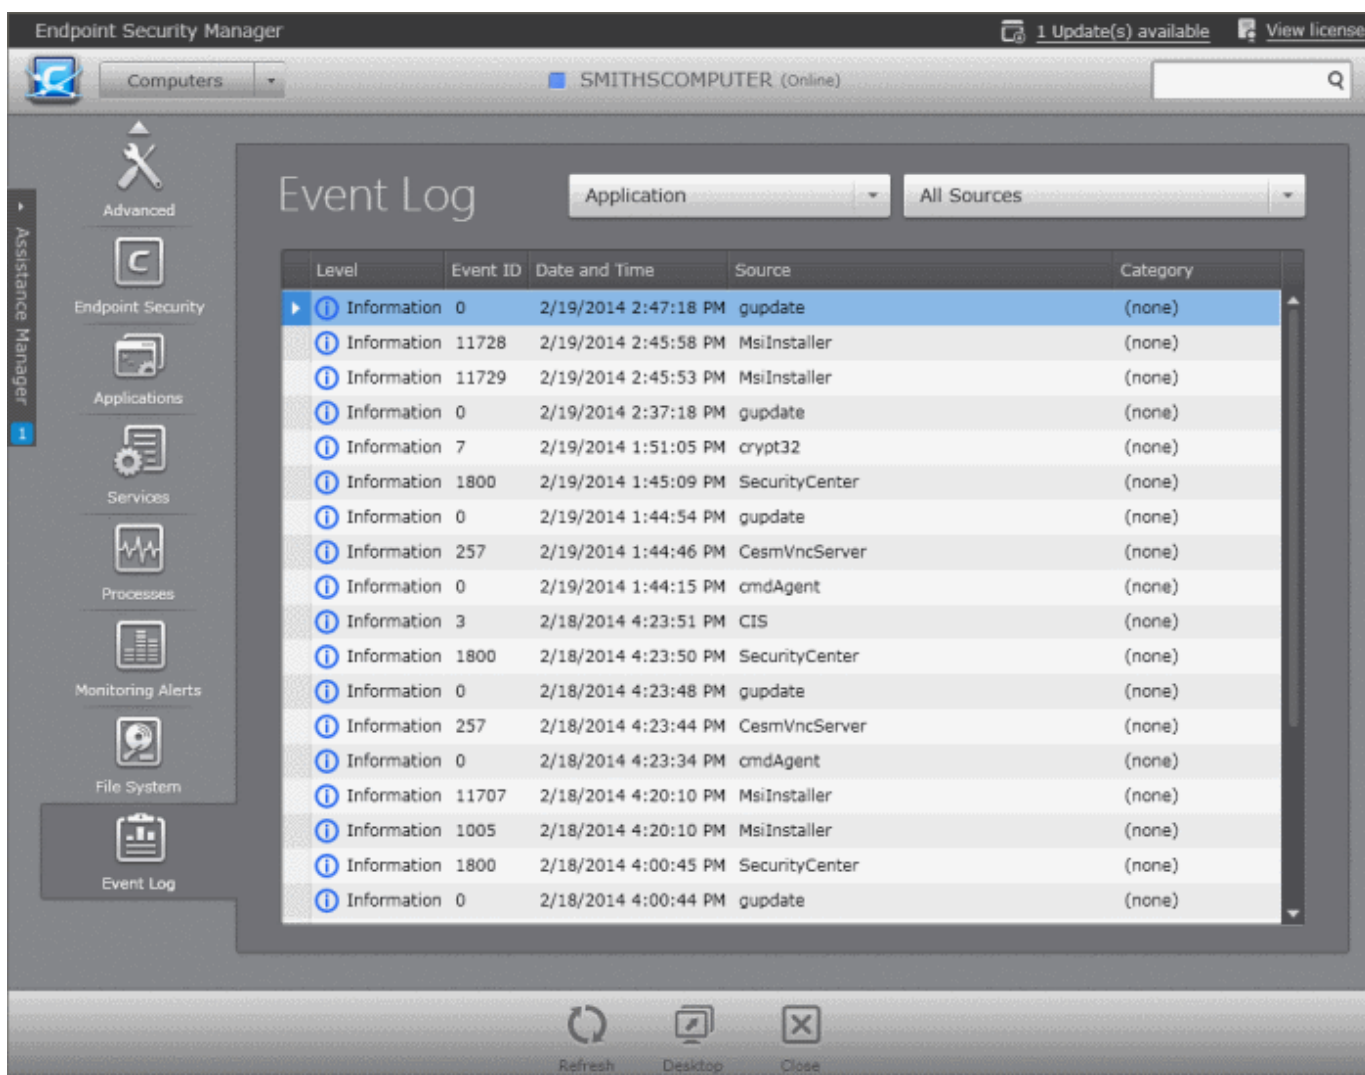 Endpoint Security Manager 1 Update(s) available View license
Computers SMITHSCOMPUTER (Online)
Assistance Manager 1
Advanced
Endpoint Security
Applications
Services
Processes
Monitoring Alerts
File System
Event Log
Event Log Application All Sources
Level Event ID Date and Time Source Category
Information 0 2/19/2014 2:47:18 PM gupdate (none)
Information 11728 2/19/2014 2:45:58 PM MsiInstaller (none)
Information 11729 2/19/2014 2:45:53 PM MsiInstaller (none)
Information 0 2/19/2014 2:37:18 PM gupdate (none)
Information 7 2/19/2014 1:51:05 PM crypt32 (none)
Information 1800 2/19/2014 1:45:09 PM SecurityCenter (none)
Information 0 2/19/2014 1:44:54 PM gupdate (none)
Information 257 2/19/2014 1:44:46 PM CesmVncServer (none)
Information 0 2/19/2014 1:44:15 PM cmdAgent (none)
Information 3 2/18/2014 4:23:51 PM CIS (none)
Information 1800 2/18/2014 4:23:50 PM SecurityCenter (none)
Information 0 2/18/2014 4:23:48 PM gupdate (none)
Information 257 2/18/2014 4:23:44 PM CesmVncServer (none)
Information 0 2/18/2014 4:23:34 PM cmdAgent (none)
Information 11707 2/18/2014 4:20:10 PM MsiInstaller (none)
Information 1005 2/18/2014 4:20:10 PM MsiInstaller (none)
Information 1800 2/18/2014 4:00:45 PM SecurityCenter (none)
Information 0 2/18/2014 4:00:44 PM gupdate (none)
Refresh Desktop Close